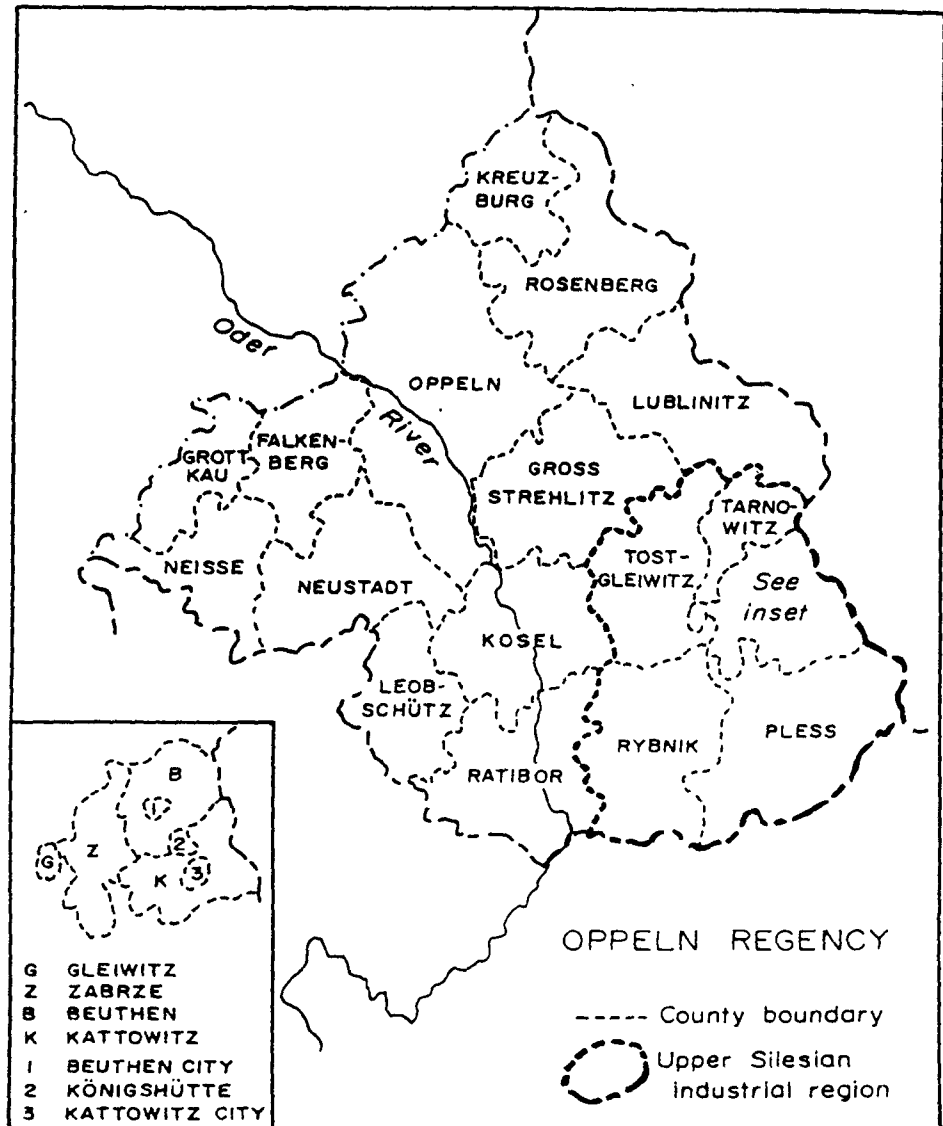 KREUZ-
BURG
ROSENBERG
Oder
River
OPPELN
LUBLINITZ
GROTT
KAU
FALKEN-
BERG
GROSS
STREHLITZ
TARNO-
WITZ
TOST-
GLEIWITZ
See
inset
NEISSE
NEUSTADT
KOSEL
LEOB-
SCHÜTZ
RATIBOR
RYBNIK
PLESS
B
1
2
G
Z
3
K
G GLEIWITZ
Z ZABRZE
B BEUTHEN
K KATTOWITZ
1 BEUTHEN CITY
2 KÖNIGSHÜTTE
3 KATTOWITZ CITY
OPPELN REGENCY
County boundary
Upper Silesian
industrial region